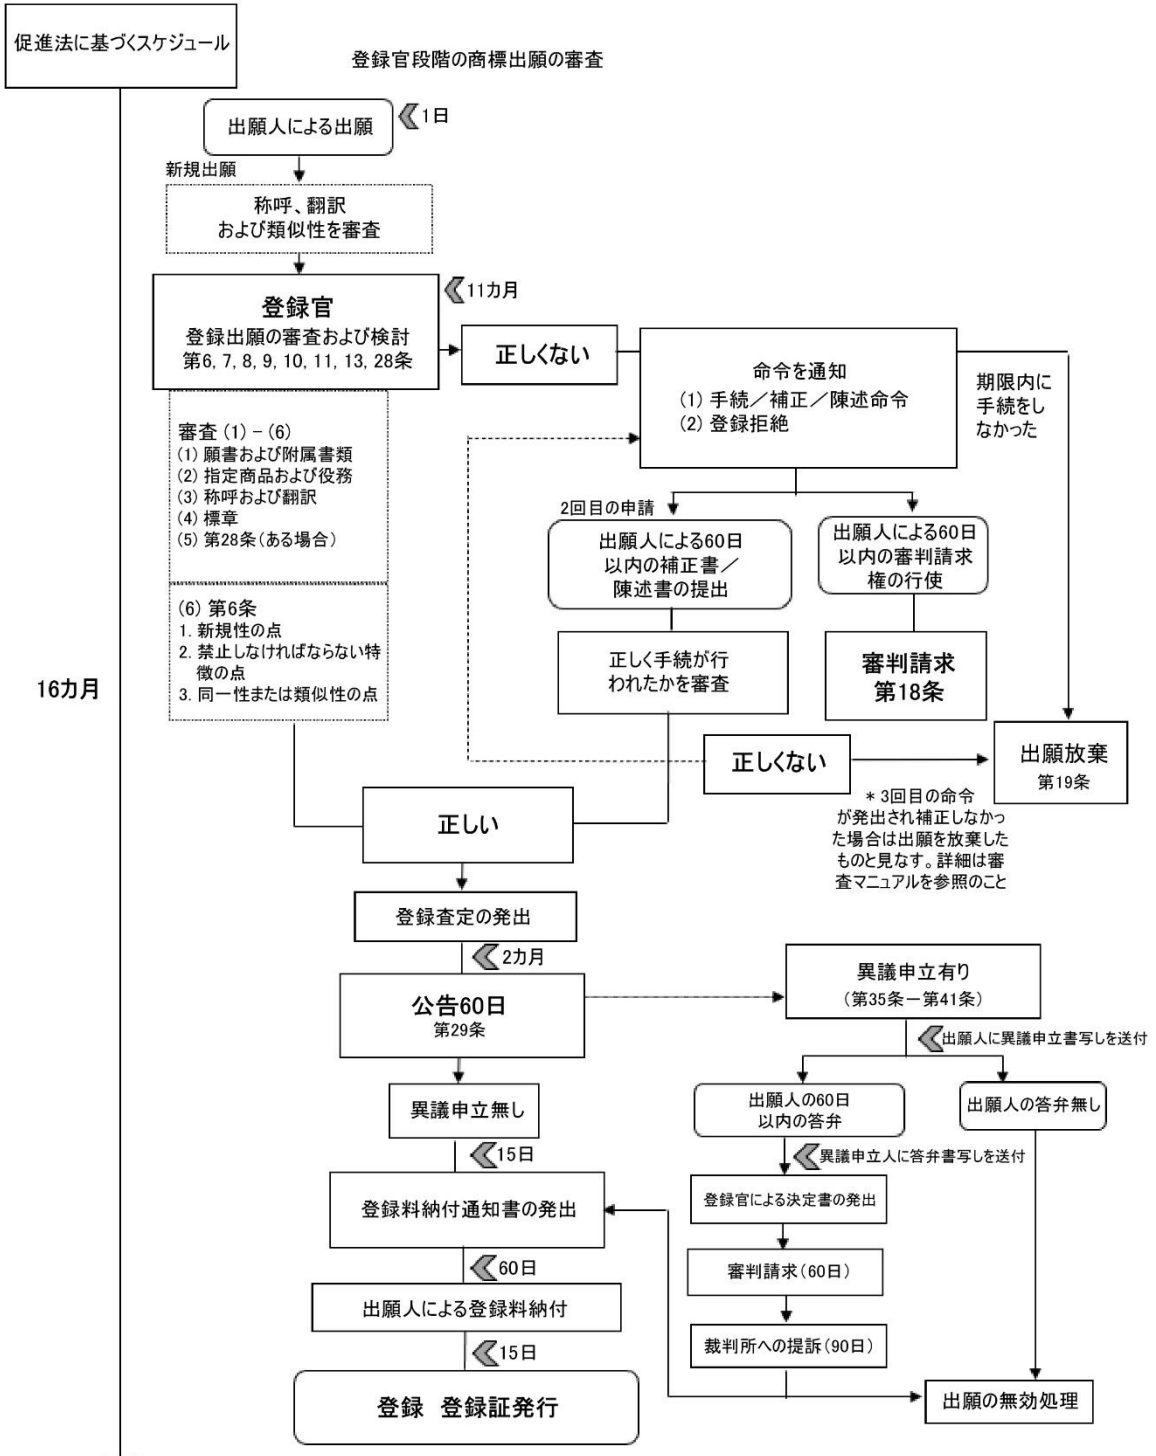 促進法に基づくスケジュール
登録官段階の商標出願の審査
出願人による出願
1日
新規出願
称呼、翻訳
および類似性を審査
11カ月
登録官
登録出願の審査および検討
第6, 7, 8, 9, 10, 11, 13, 28条
正しくない
命令を通知
(1) 手続/補正/陳述命令
(2) 登録拒絶
期限内に
手続をし
なかった
審査 (1) - (6)
(1) 願書および附属書類
(2) 指定商品および役務
(3) 称呼および翻訳
(4) 標章
(5) 第28条(ある場合)
2回目の申請
出願人による60日
以内の補正書/
陳述書の提出
出願人による60日
以内の審判請求
権の行使
(6) 第6条
1. 新規性の点
2. 禁止しなければならない特
徴の点
3. 同一性または類似性の点
正しく手続が行
われたかを審査
審判請求
第18条
16カ月
正しくない
出願放棄
第19条
*3回目の命令
が発出され補正しなかっ
た場合は出願を放棄した
ものと見なす。詳細は審
査マニュアルを参照のこと
正しい
登録査定の発出
2カ月
公告60日
第29条
異議申立有り
(第35条ー第41条)
出願人に異議申立書写しを送付
異議申立無し
出願人の60日
以内の答弁
出願人の答弁無し
15日
異議申立人に答弁書写しを送付
登録料納付通知書の発出
登録官による決定書の発出
60日
審判請求(60日)
出願人による登録料納付
15日
裁判所への提訴(90日)
登録 登録証発行
出願の無効処理